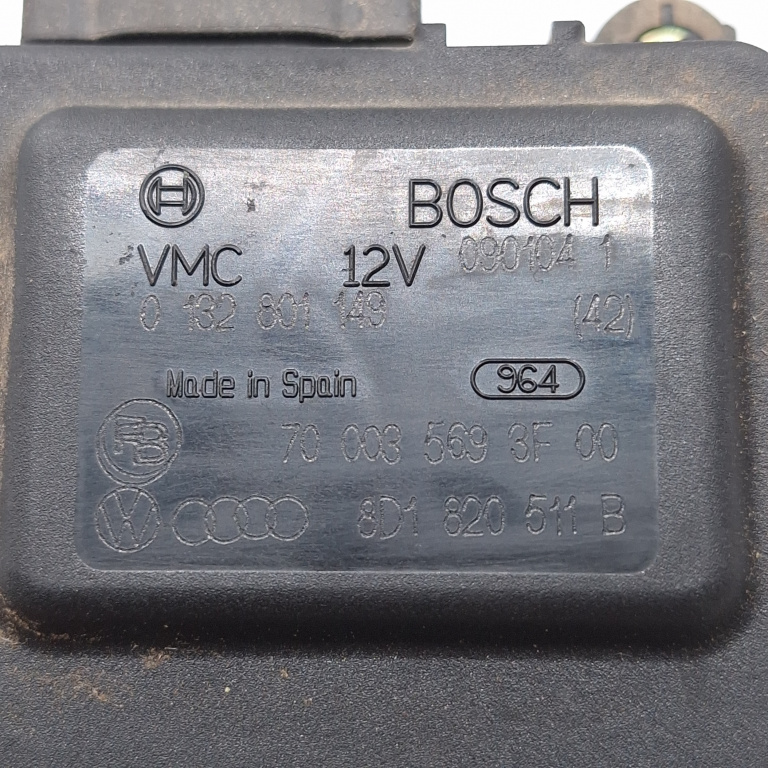 BOSCH
VMC 12V 090104 1
0 132 801 149 (42)
Made in Spain 964
70 003 569 3F 00
8D1 820 511 B